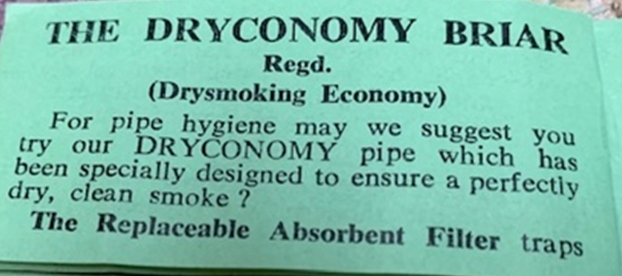 THE DRYCONOMY BRIAR
Regd.
(Drysmoking Economy)
For pipe hygiene may we suggest you
try our DRYCONOMY pipe which has
been specially designed to ensure a perfectly
dry, clean smoke ?
The Replaceable Absorbent Filter traps